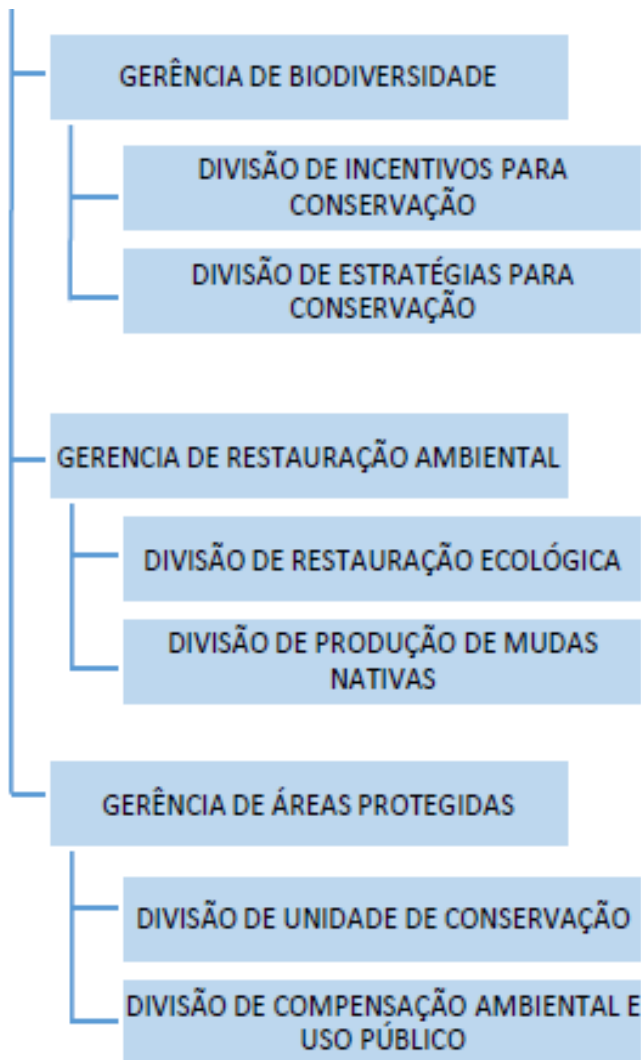 GERÊNCIA DE BIODIVERSIDADE
DIVISÃO DE INCENTIVOS PARA
CONSERVAÇÃO
DIVISÃO DE ESTRATÉGIAS PARA
CONSERVAÇÃO
GERENCIA DE RESTAURAÇÃO AMBIENTAL
DIVISÃO DE RESTAURAÇÃO ECOLÓGICA
DIVISÃO DE PRODUÇÃO DE MUDAS
NATIVAS
GERÊNCIA DE ÁREAS PROTEGIDAS
DIVISÃO DE UNIDADE DE CONSERVAÇÃO
DIVISÃO DE COMPENSAÇÃO AMBIENTAL E
USO PÚBLICO